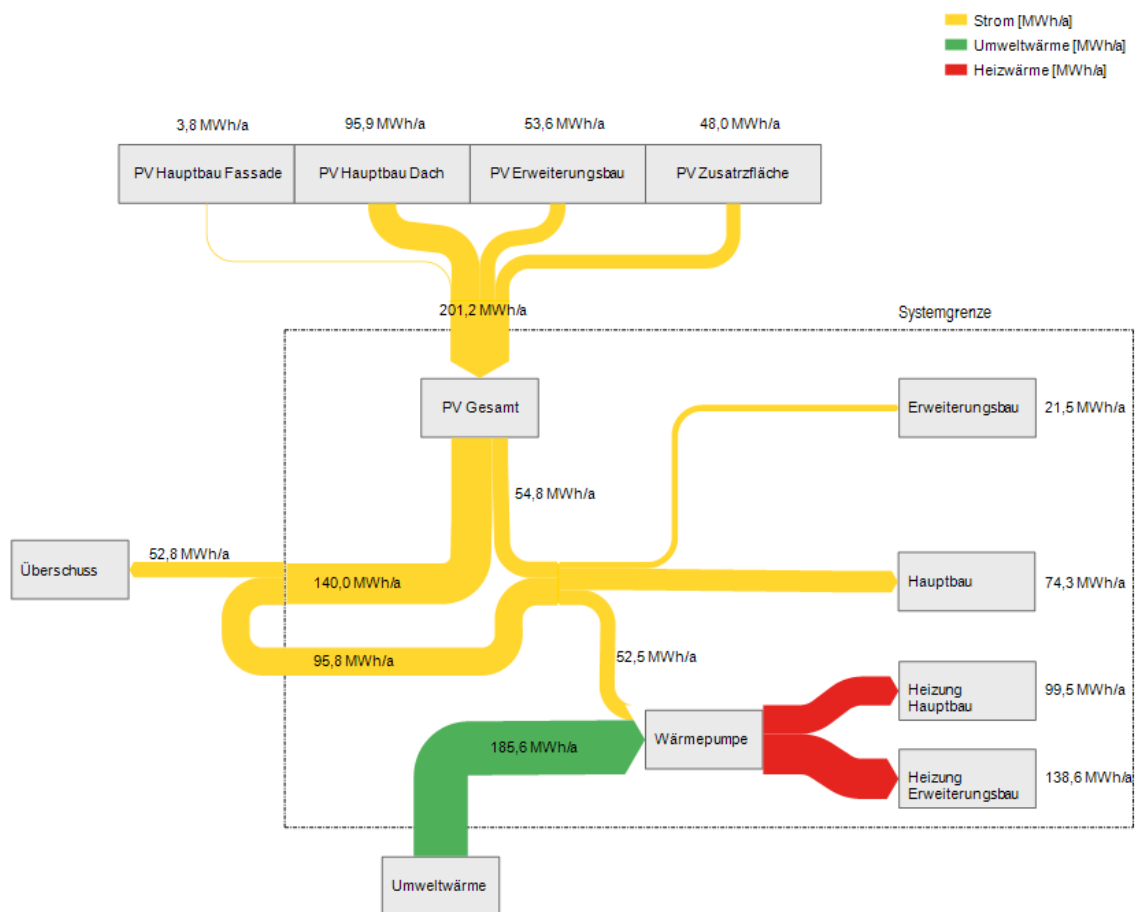 Strom [MWh/a]
Umweltwärme [MWh/a]
Heizwärme [MWh/a]
3,8 MWh/a
95,9 MWh/a
53,6 MWh/a
48,0 MWh/a
PV Hauptbau Fassade
PV Hauptbau Dach
PV Erweiterungsbau
PV Zusatrzfläche
201,2 MWh/a
Systemgrenze
PV Gesamt
Erweiterungsbau
21,5 MWh/a
54,8 MWh/a
52,8 MWh/a
Überschuss
140,0 MWh/a
Hauptbau
74,3 MWh/a
95,8 MWh/a
52,5 MWh/a
Heizung
Hauptbau
99,5 MWh/a
Wärmepumpe
185,6 MWh/a
Heizung
Erweiterungsbau
138,6 MWh/a
Umweltwärme